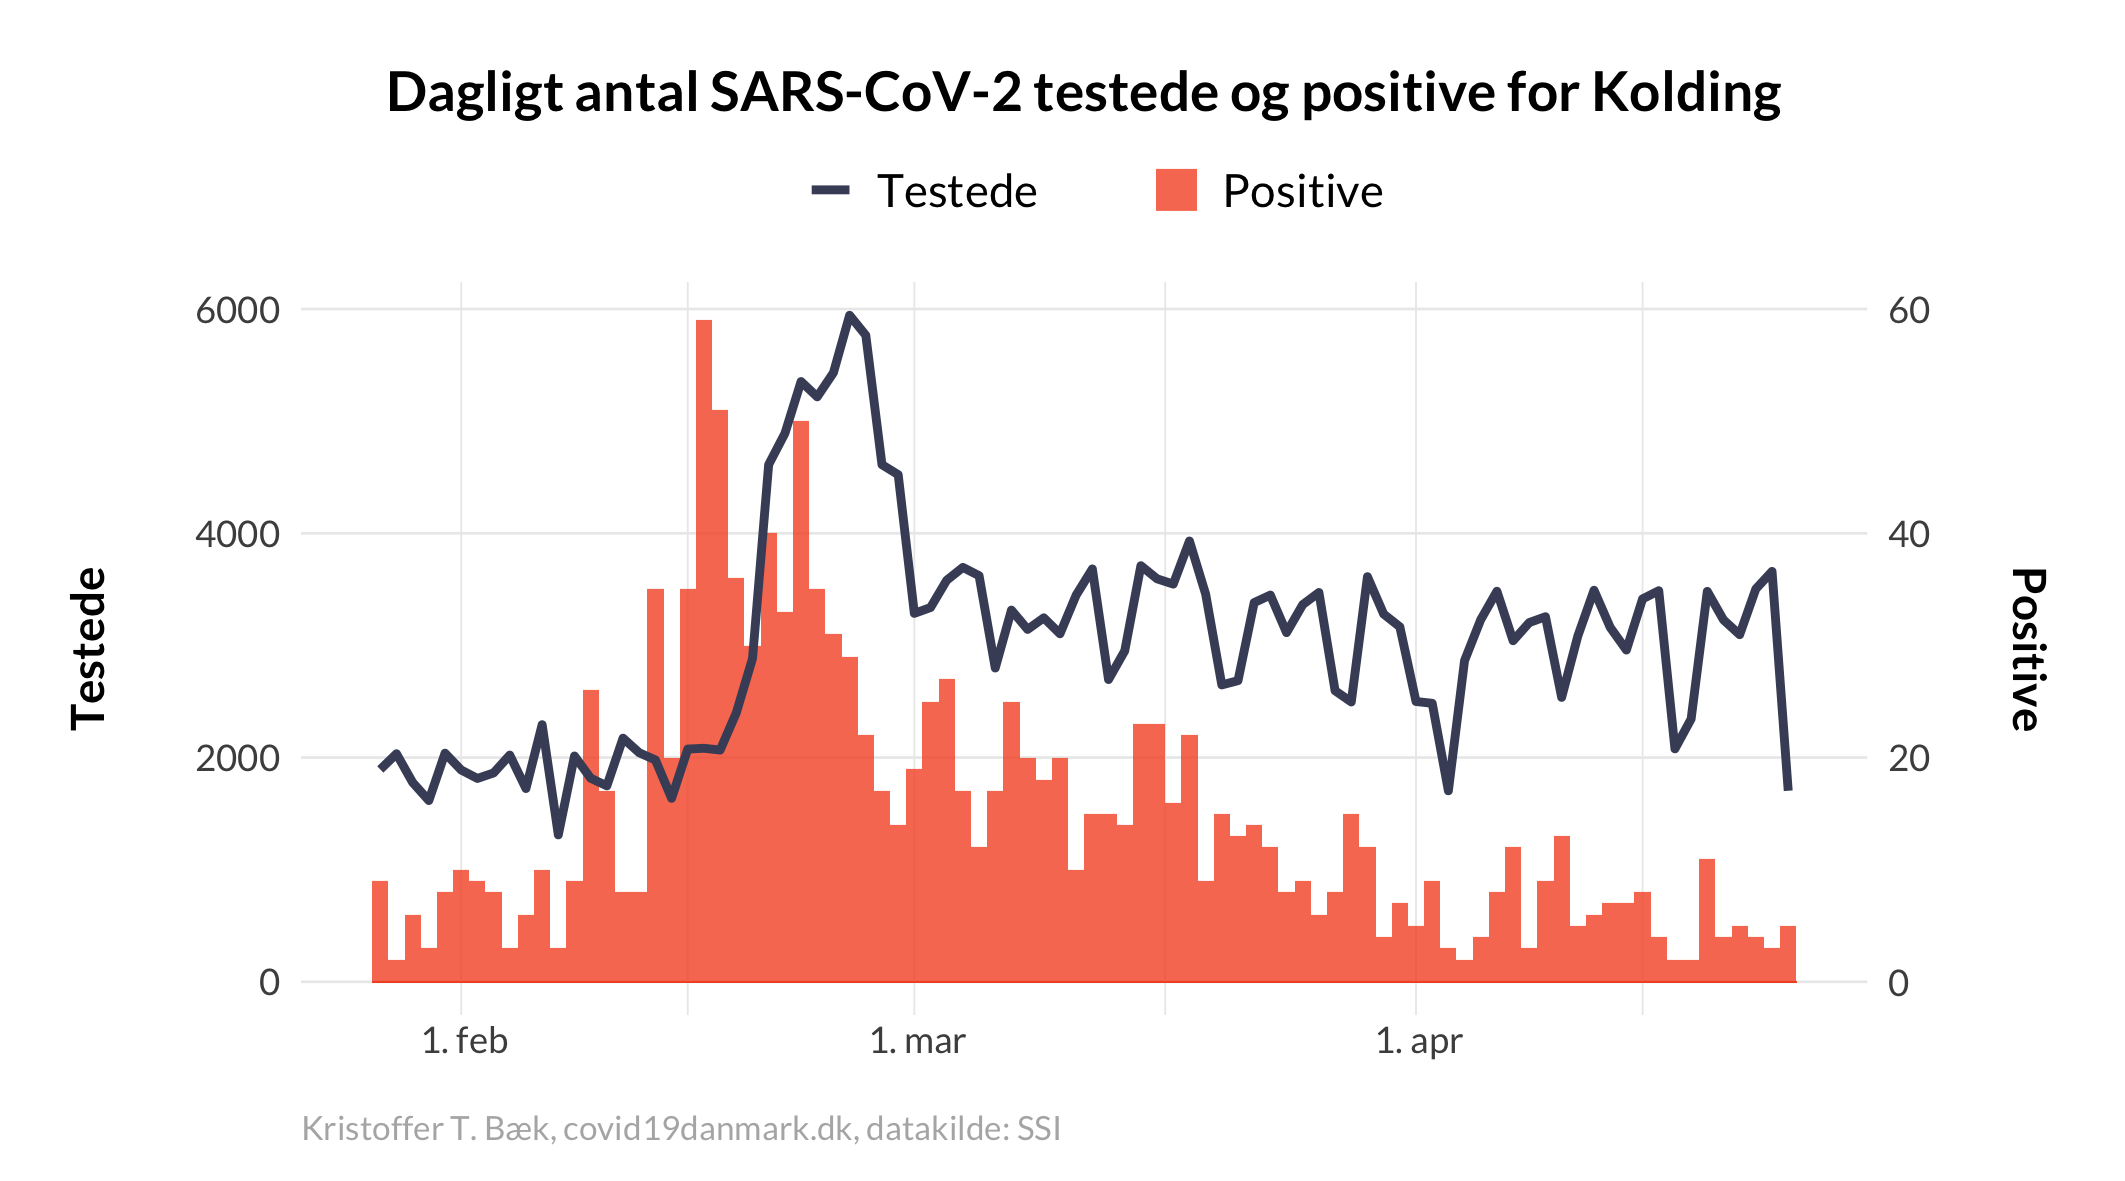 Dagligt antal SARS-CoV-2 testede og positive for Kolding
Testede
Positive
6000
4000
2000
0
Testede
60
40
20
0
Positive
1. feb
1. mar
1. apr
Kristoffer T. Bæk, covid19danmark.dk, datakilde: SSI